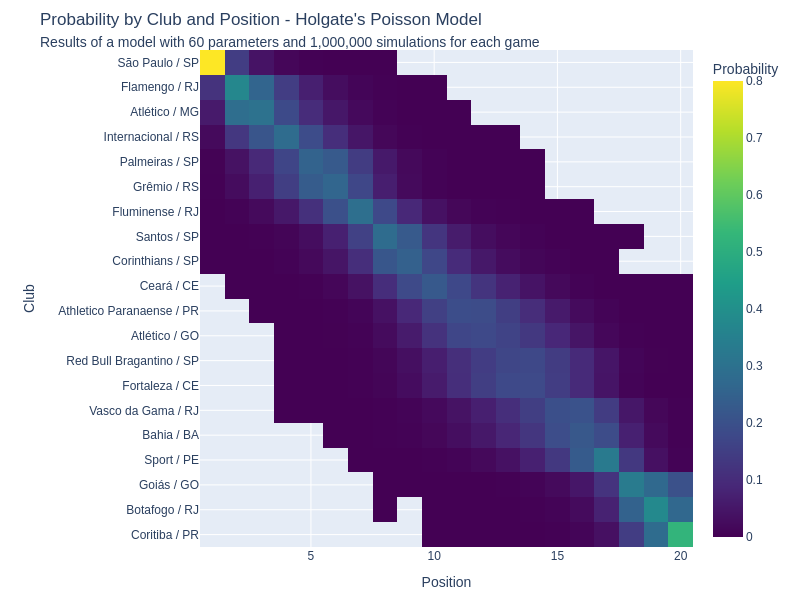 Probability by Club and Position - Holgate's Poisson Model
Results of a model with 60 parameters and 1,000,000 simulations for each game
Probability
São Paulo / SP
Flamengo / RJ
Atlético / MG
Internacional / RS
Palmeiras / SP
Grêmio / RS
Fluminense / RJ
Santos / SP
Corinthians / SP
Ceará / CE
Athletico Paranaense / PR
Atlético / GO
Red Bull Bragantino / SP
Fortaleza / CE
Vasco da Gama / RJ
Bahia / BA
Sport / PE
Goiás / GO
Botafogo / RJ
Coritiba / PR
Club
5
10
15
20
Position
0.8
0.7
0.6
0.5
0.4
0.3
0.2
0.1
0